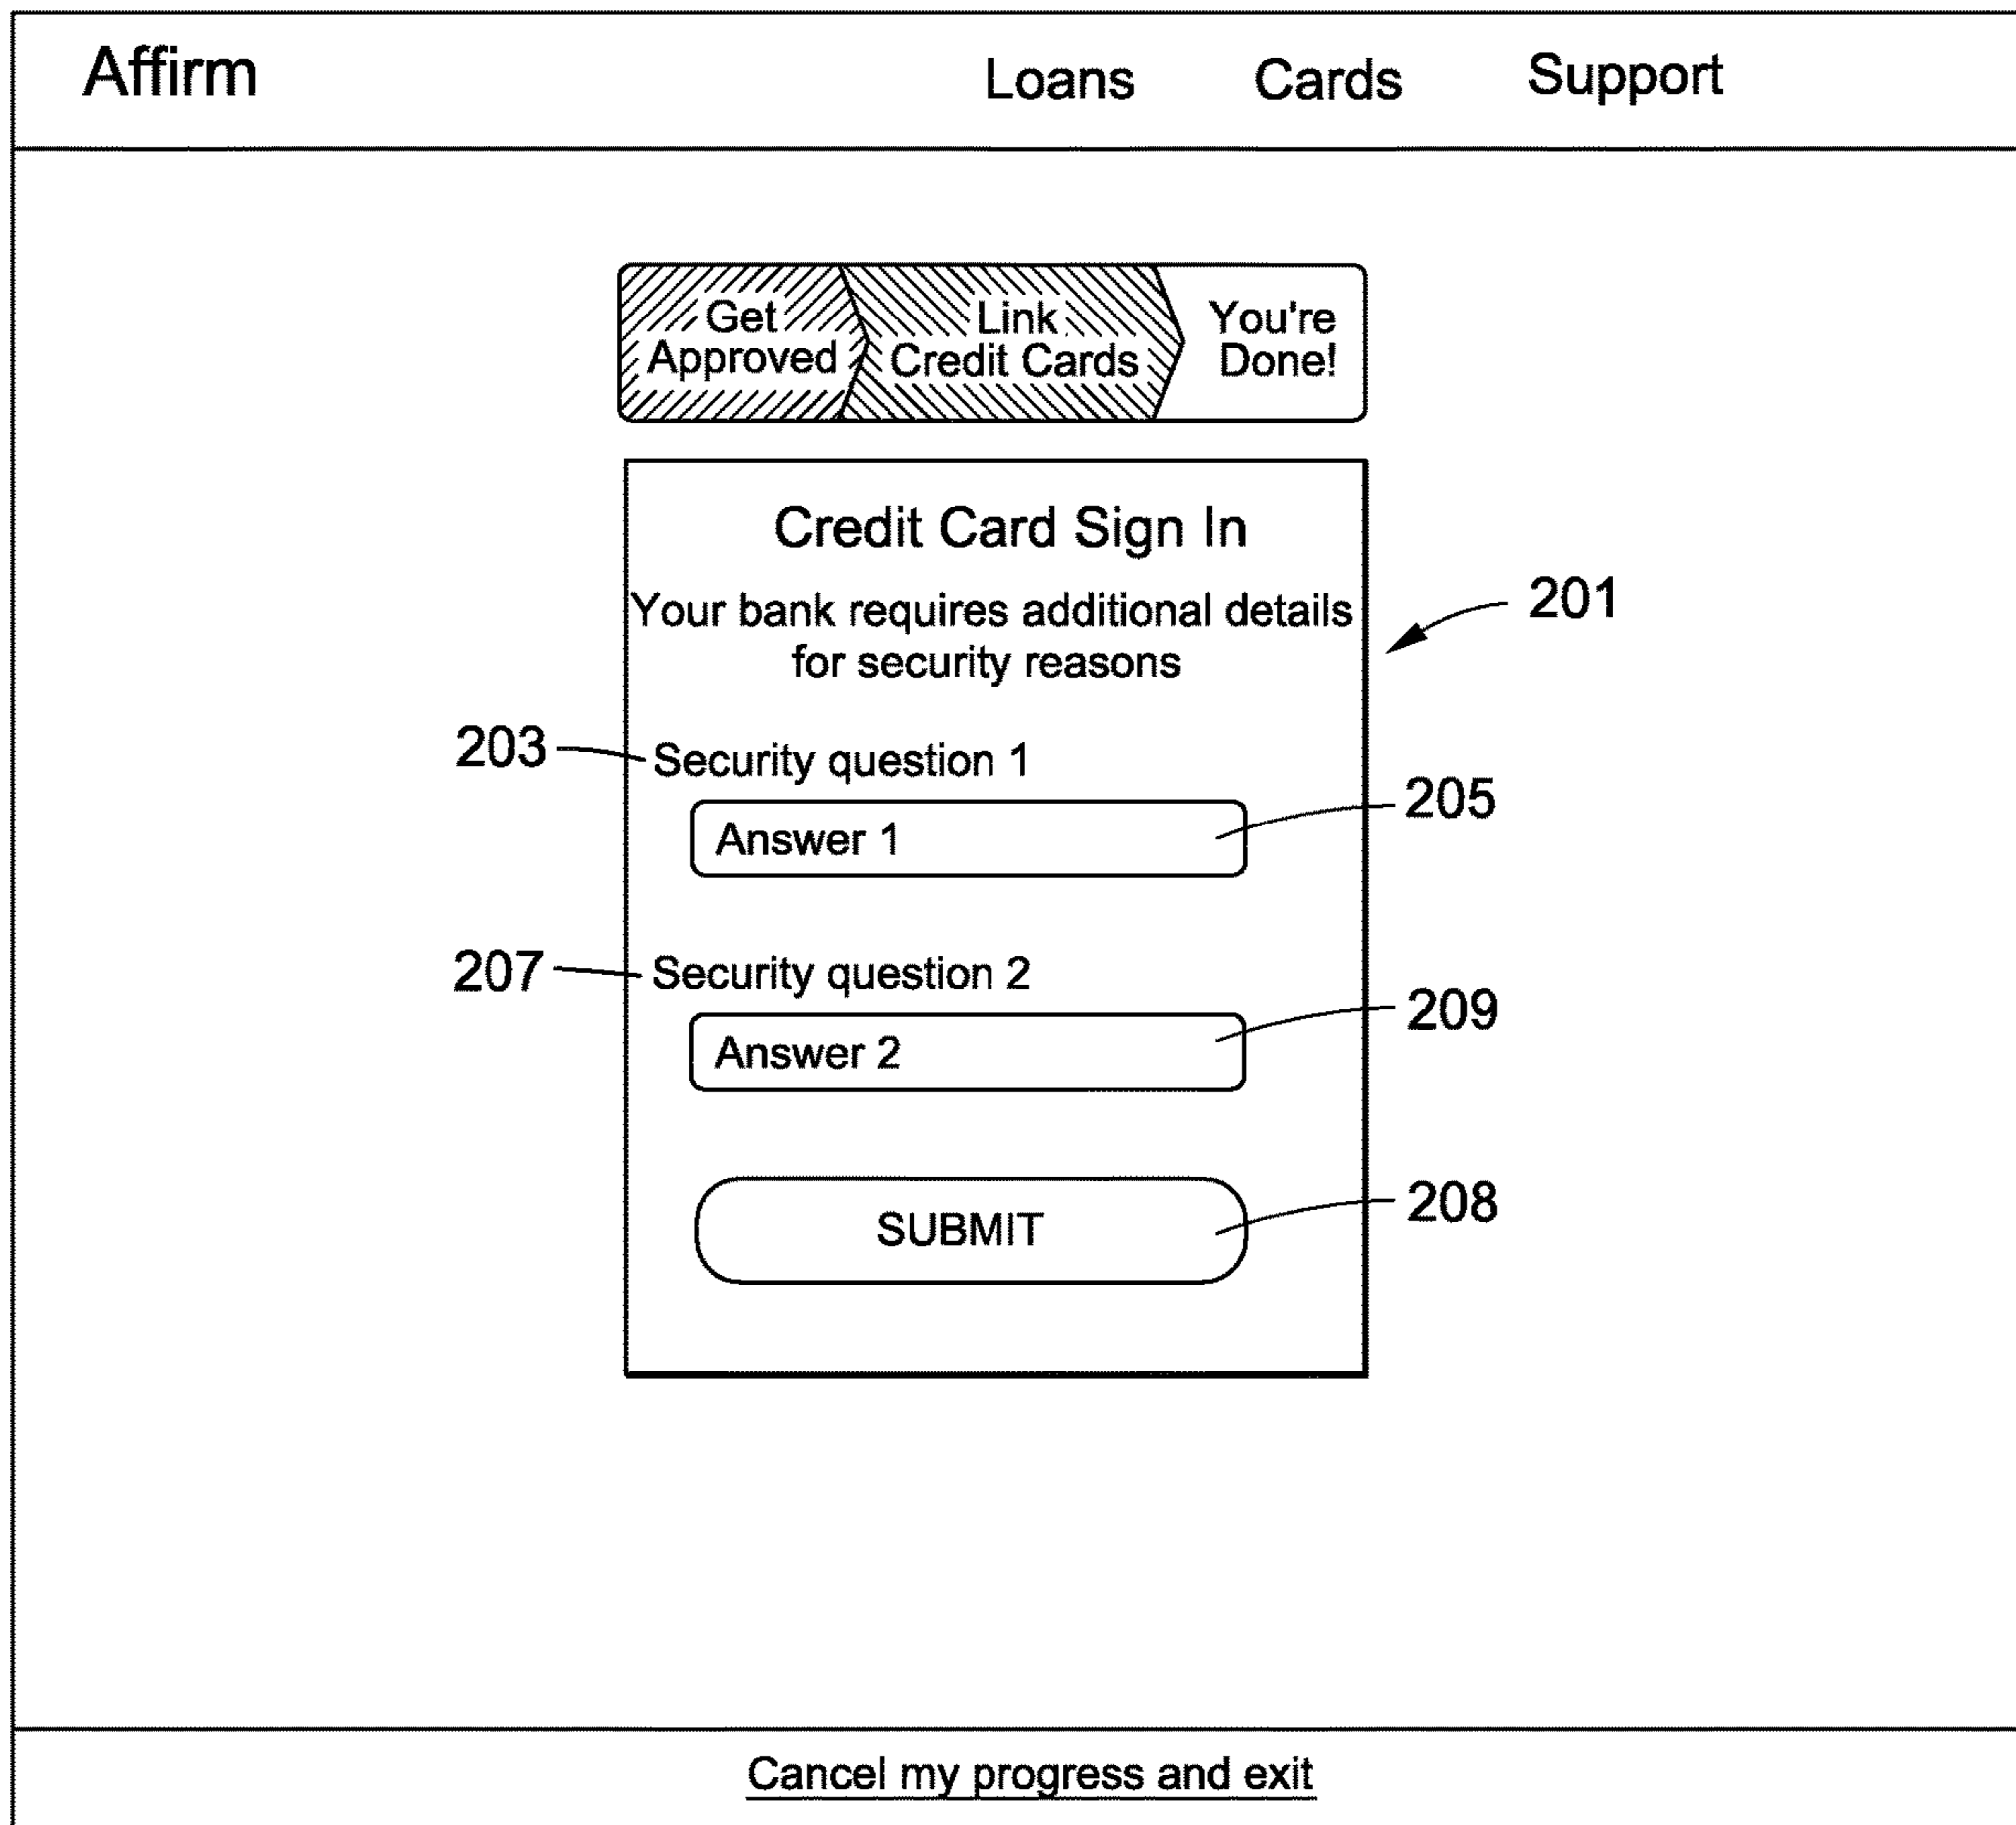 Affirm Loans Cards Support
Get Approved
Link Credit Cards
You're Done!
Credit Card Sign In
Your bank requires additional details
for security reasons
201
203 Security question 1
Answer 1 205
207 Security question 2
Answer 2 209
SUBMIT 208
Cancel my progress and exit